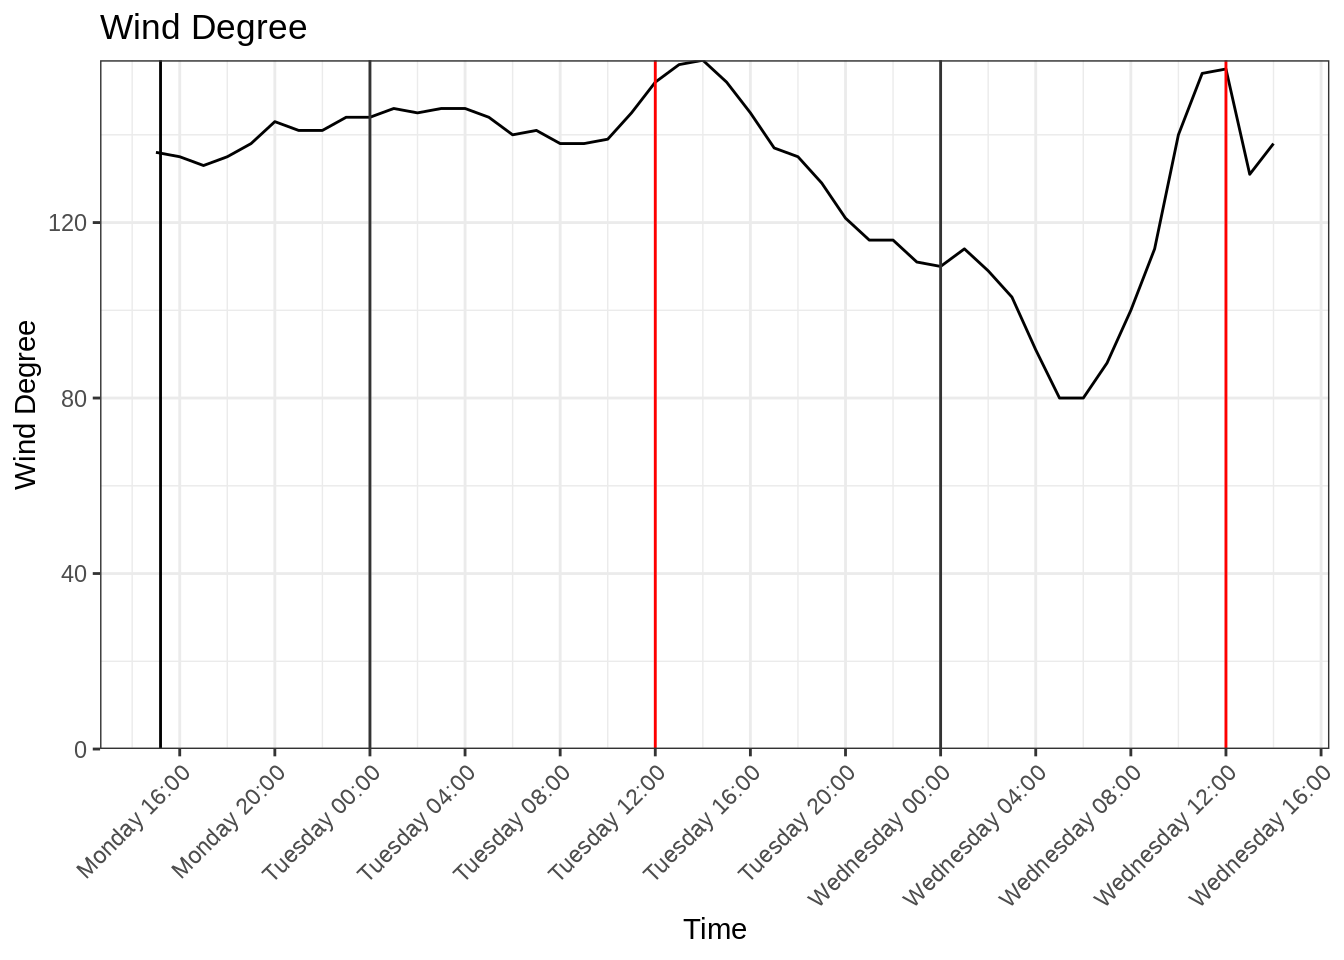 Wind Degree
Wind Degree
120
80
40
0
Monday 16:00
Monday 20:00
Tuesday 00:00
Tuesday 04:00
Tuesday 08:00
Tuesday 12:00
Tuesday 16:00
Tuesday 20:00
Wednesday 00:00
Wednesday 04:00
Wednesday 08:00
Wednesday 12:00
Wednesday 16:00
Time